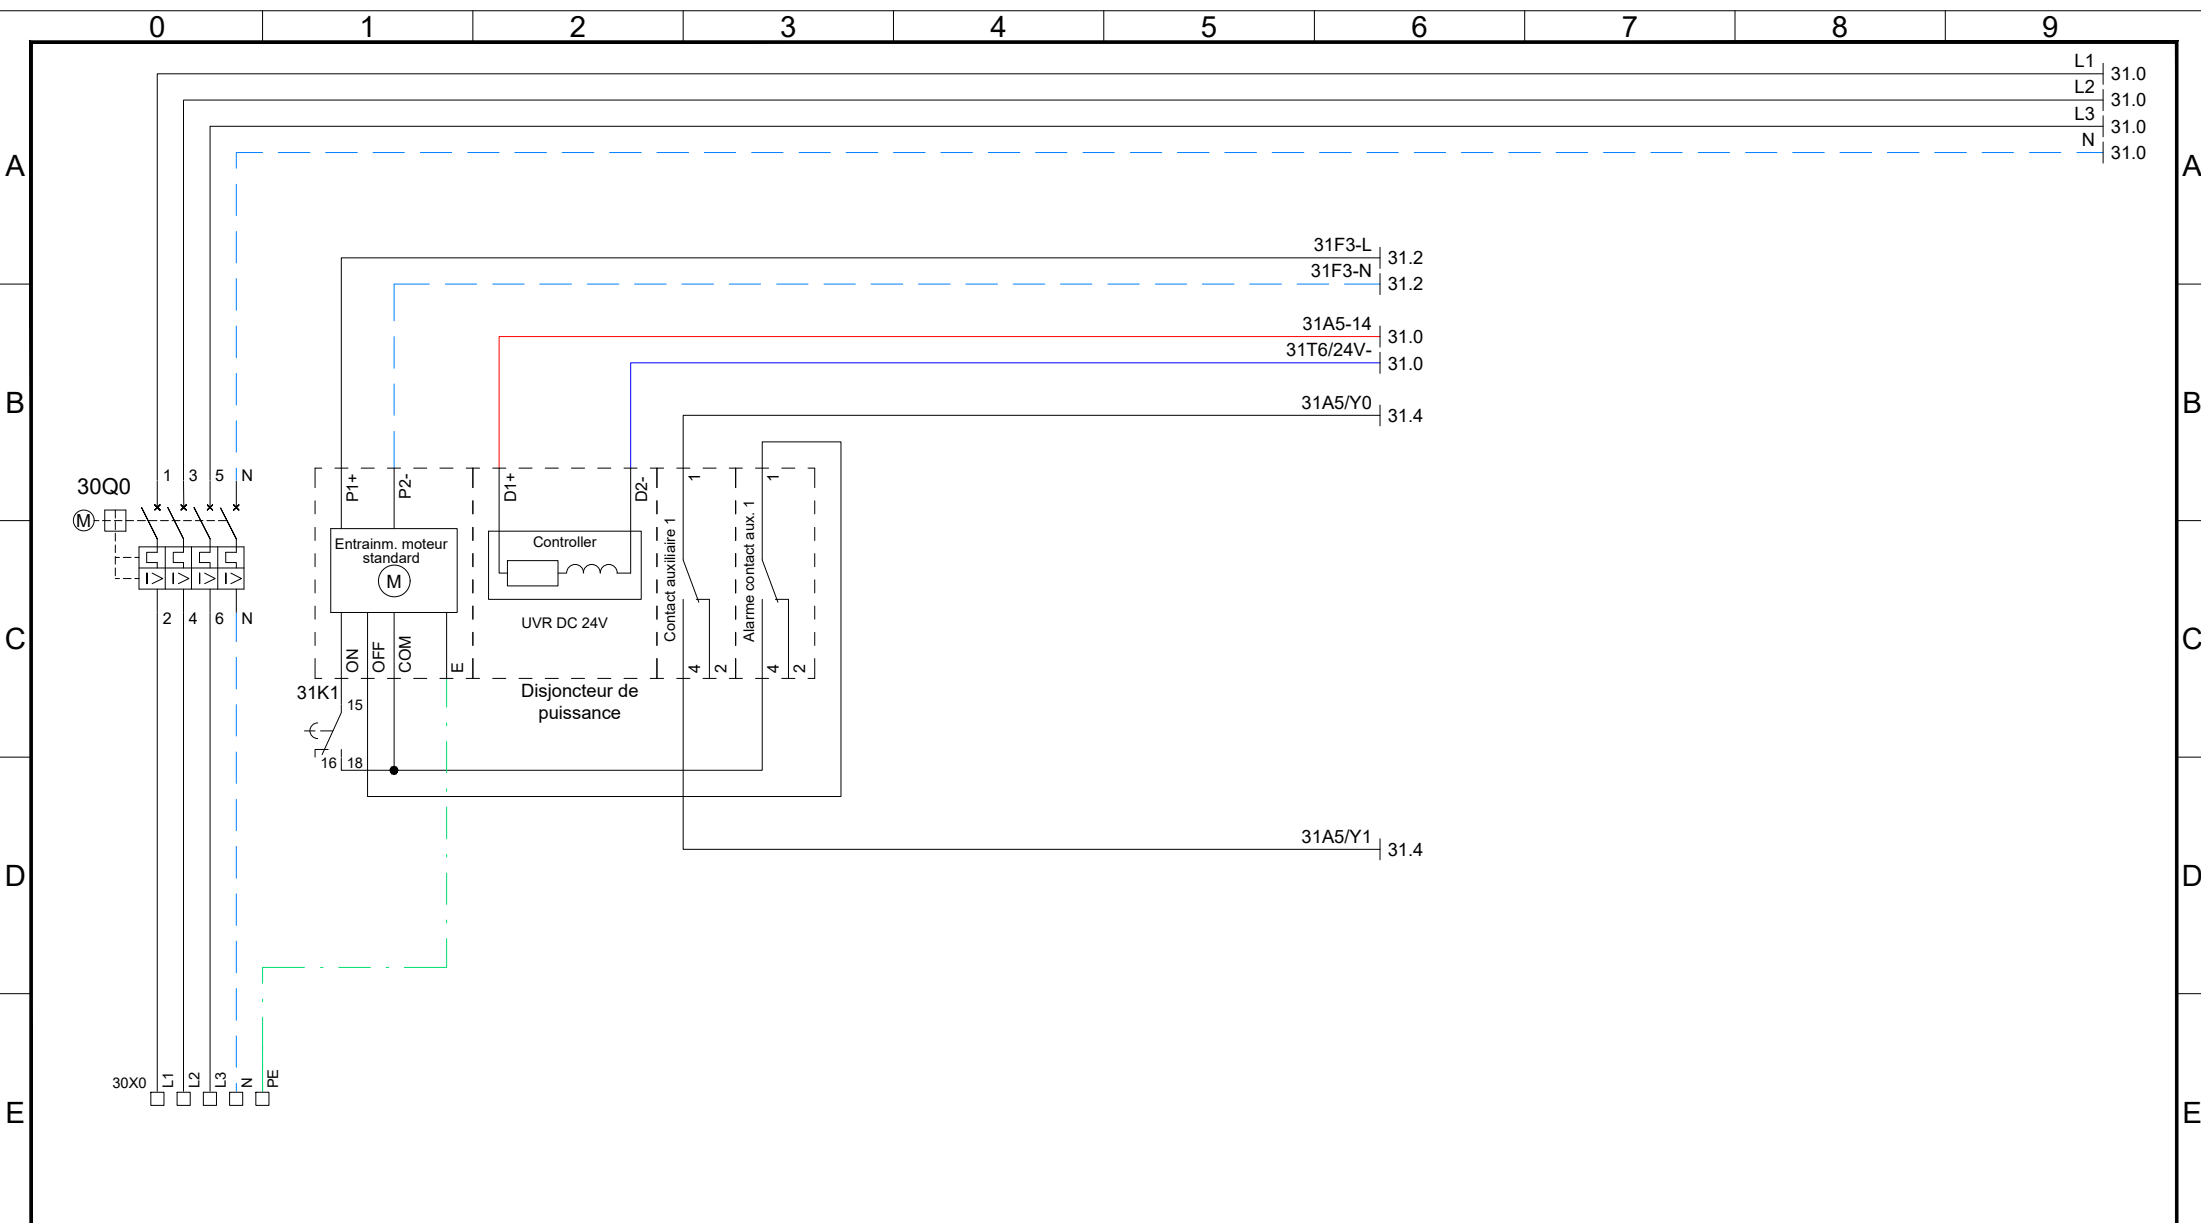 0 1 2 3 4 5 6 7 8 9
L1 31.0
L2 31.0
L3 31.0
N 31.0
A A
31F3-L 31.2
31F3-N 31.2
31A5-14 31.0
31T6/24V- 31.0
B B
31A5/Y0 31.4
1 3 5 N
30Q0
M
P1+ P2- D1+ D2- 1 1
Entrainm. moteur
standard
M
Controller
UVR DC 24V
Contact auxiliaire 1
Alarme contact aux. 1
I> I> I> I>
2 4 6 N
C C
ON OFF COM E 4 2 4 2
Disjoncteur de
puissance
31K1
15
16 18
31A5/Y1 31.4
D D
30X0 L1 L2 L3 N PE
E E